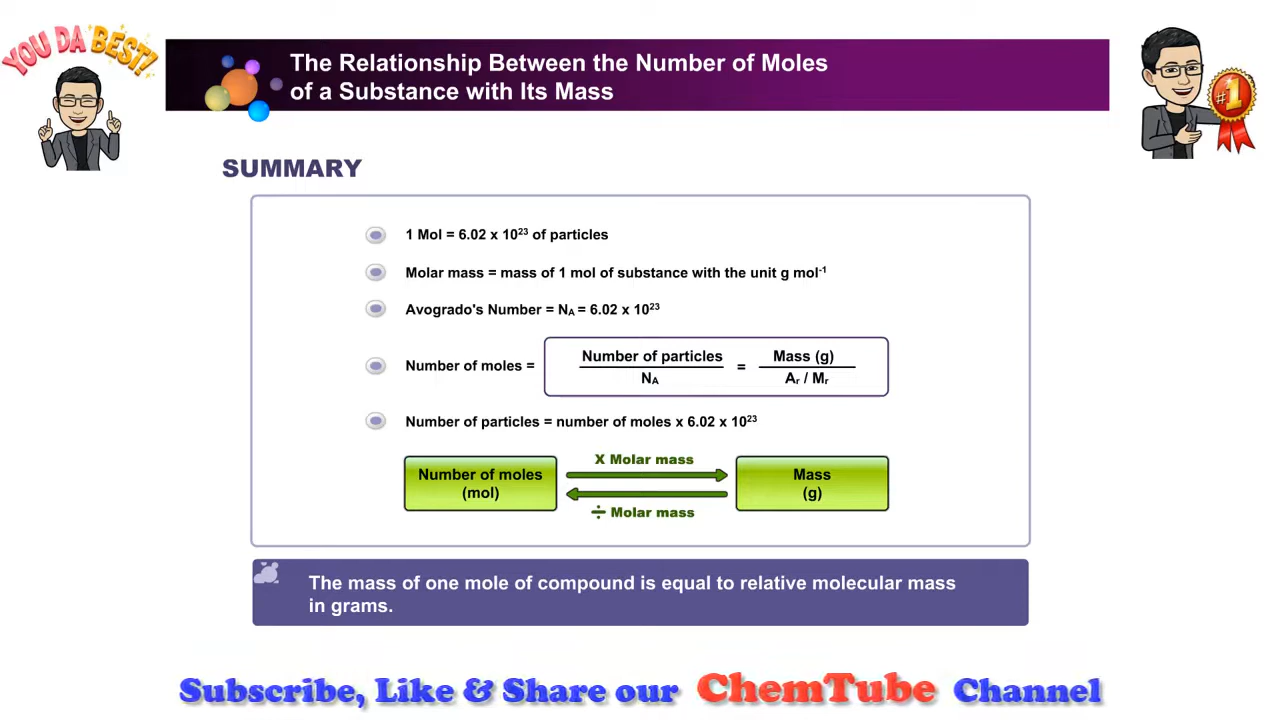 YOU DA BEST!
The Relationship Between the Number of Moles
of a Substance with Its Mass
#1
SUMMARY
1 Mol = 6.02 x 10²³ of particles
Molar mass = mass of 1 mol of substance with the unit g mol⁻¹
Avogrado's Number = NA = 6.02 x 10²³
Number of moles = Number of particles / NA = Mass (g) / Ar / Mr
Number of particles = number of moles x 6.02 x 10²³
X Molar mass
Number of moles
(mol)
Mass
(g)
÷ Molar mass
The mass of one mole of compound is equal to relative molecular mass
in grams.
Subscribe, Like & Share our ChemTube Channel